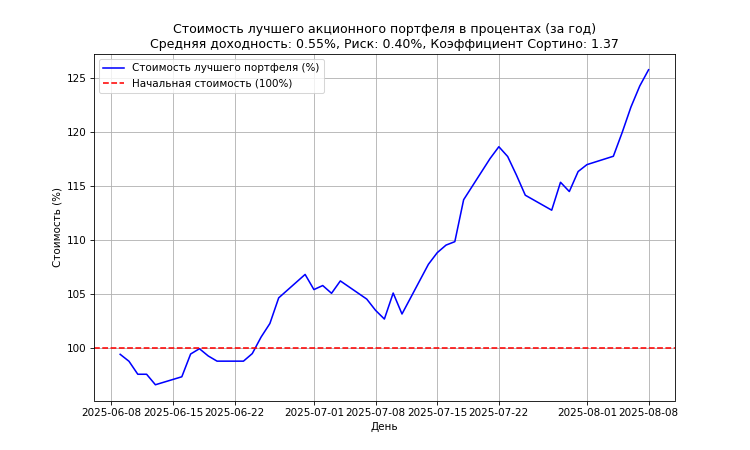 Стоимость лучшего акционного портфеля в процентах (за год)
Средняя доходность: 0.55%, Риск: 0.40%, Коэффициент Сортино: 1.37
Стоимость лучшего портфеля (%)
Начальная стоимость (100%)
Стоимость (%)
125
120
115
110
105
100
2025-06-08 2025-06-15 2025-06-22 2025-07-01 2025-07-08 2025-07-15 2025-07-22 2025-08-01 2025-08-08
День